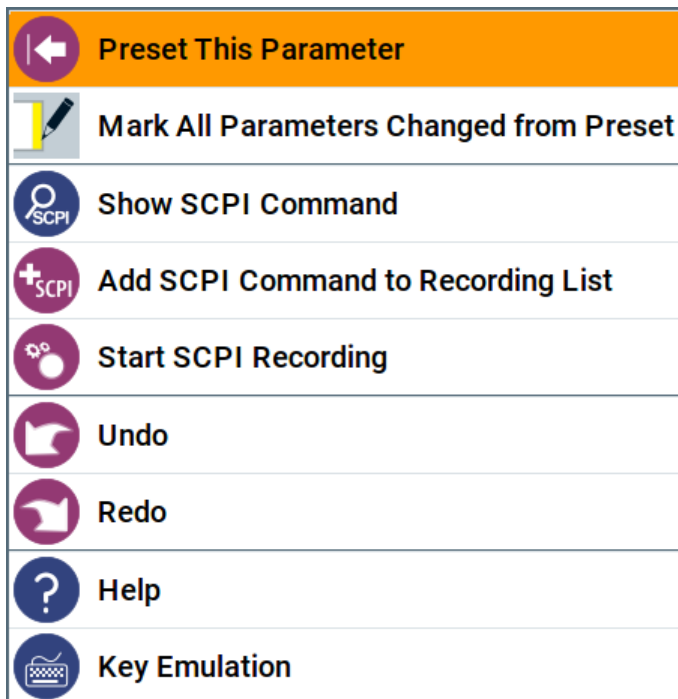 Preset This Parameter
Mark All Parameters Changed from Preset
SCPI
Show SCPI Command
SCPI
Add SCPI Command to Recording List
Start SCPI Recording
Undo
Redo
?
Help
Key Emulation